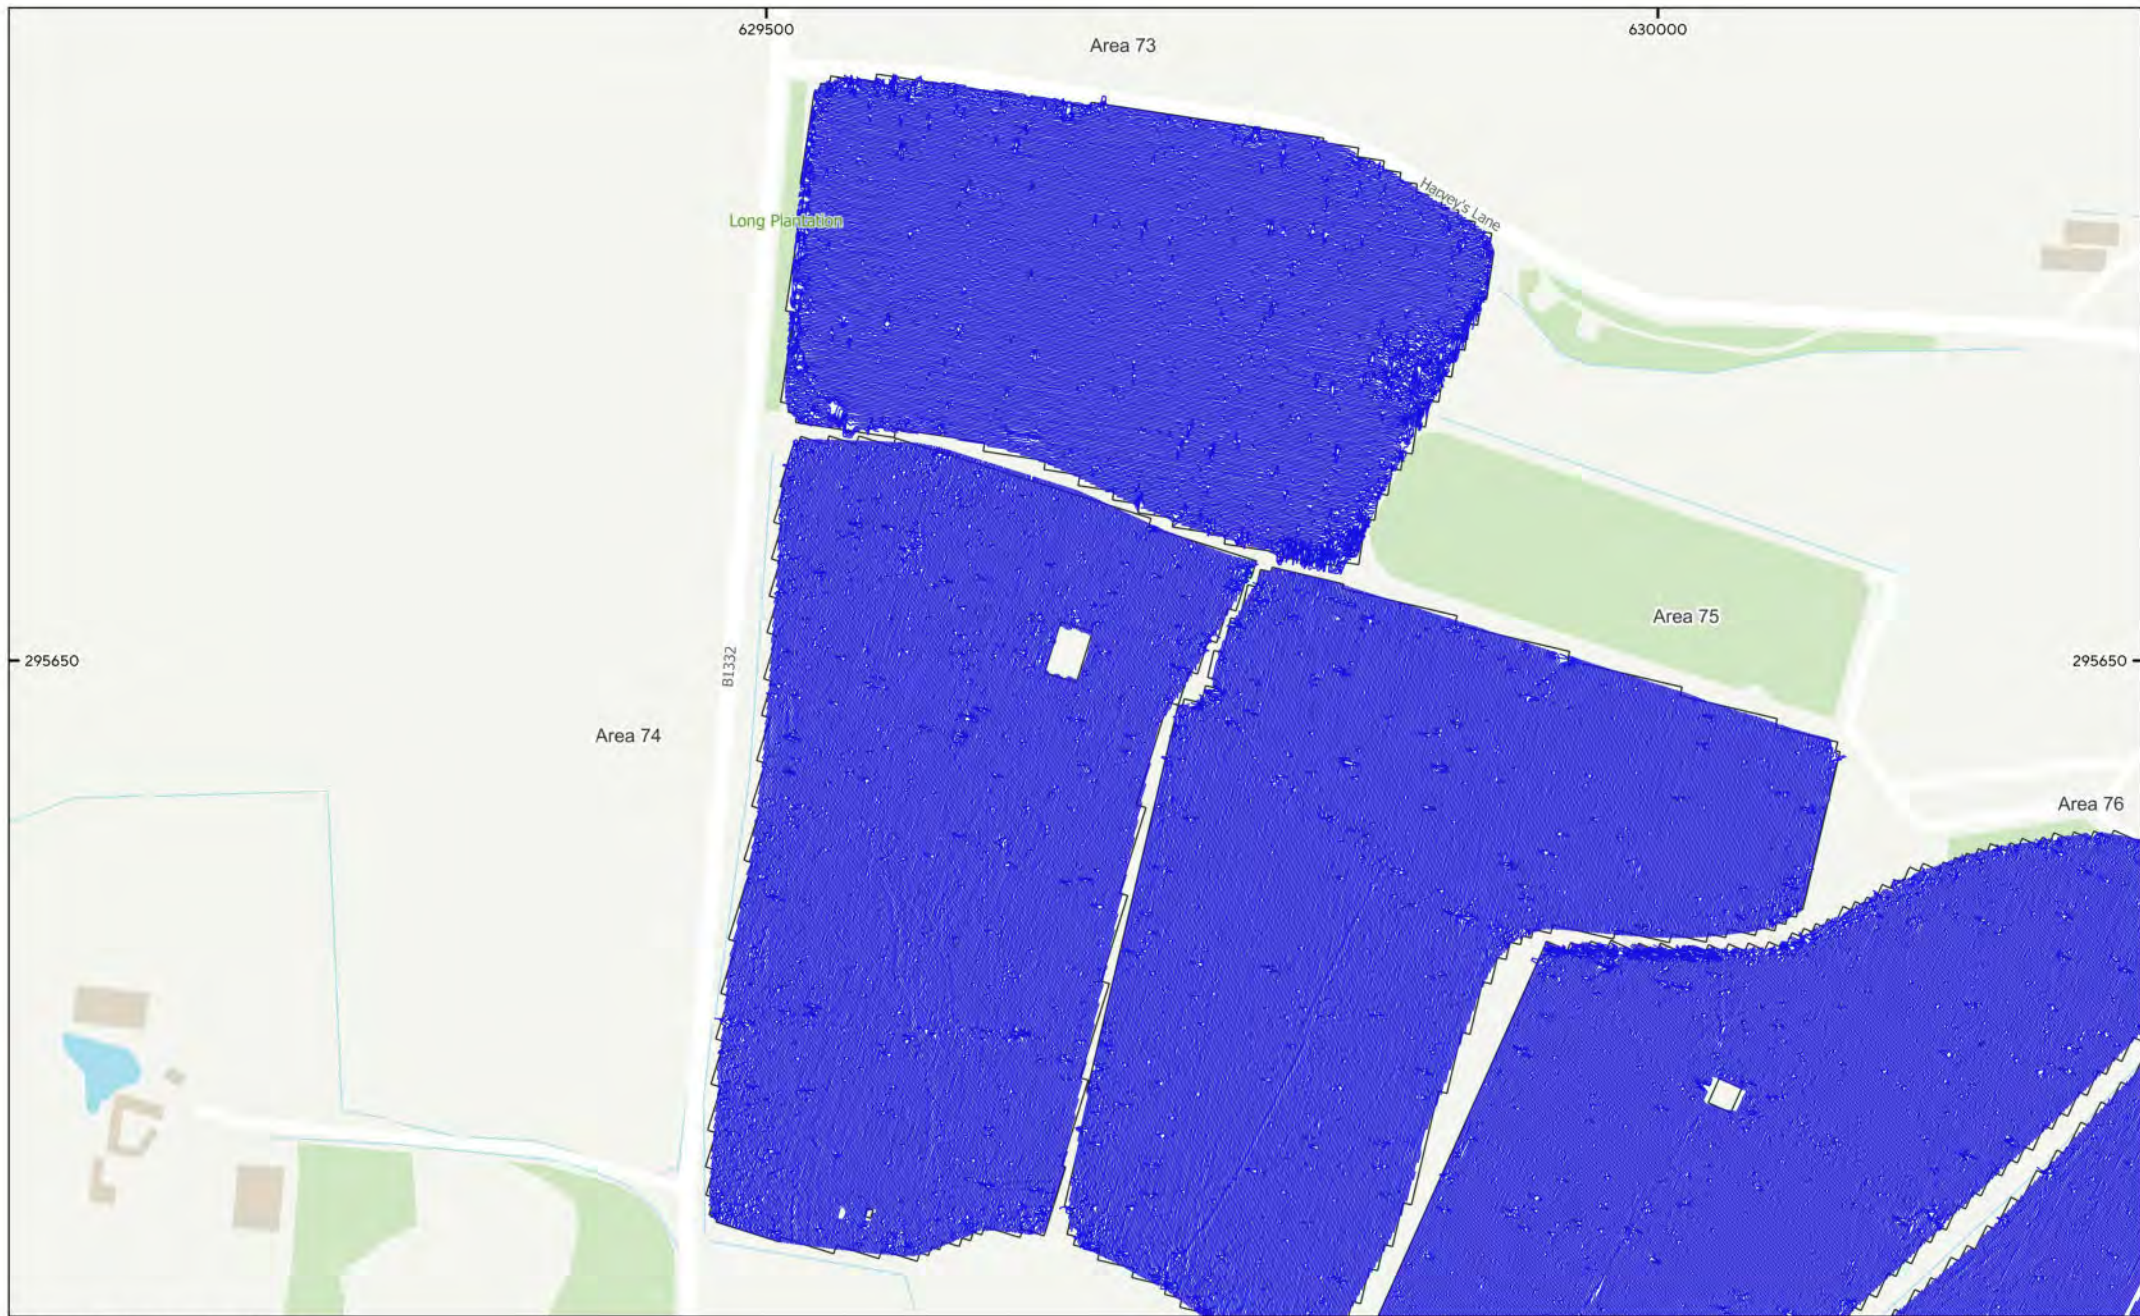 629500
630000
Area 73
Harvey's Lane
Long Plantation
Area 75
295650
295650
B1332
Area 74
Area 76